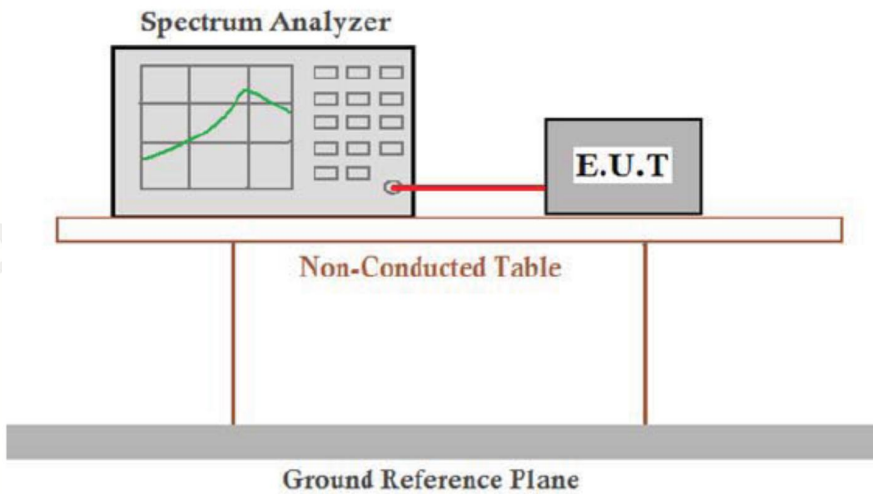 Spectrum Analyzer
E.U.T
Non-Conducted Table
Ground Reference Plane